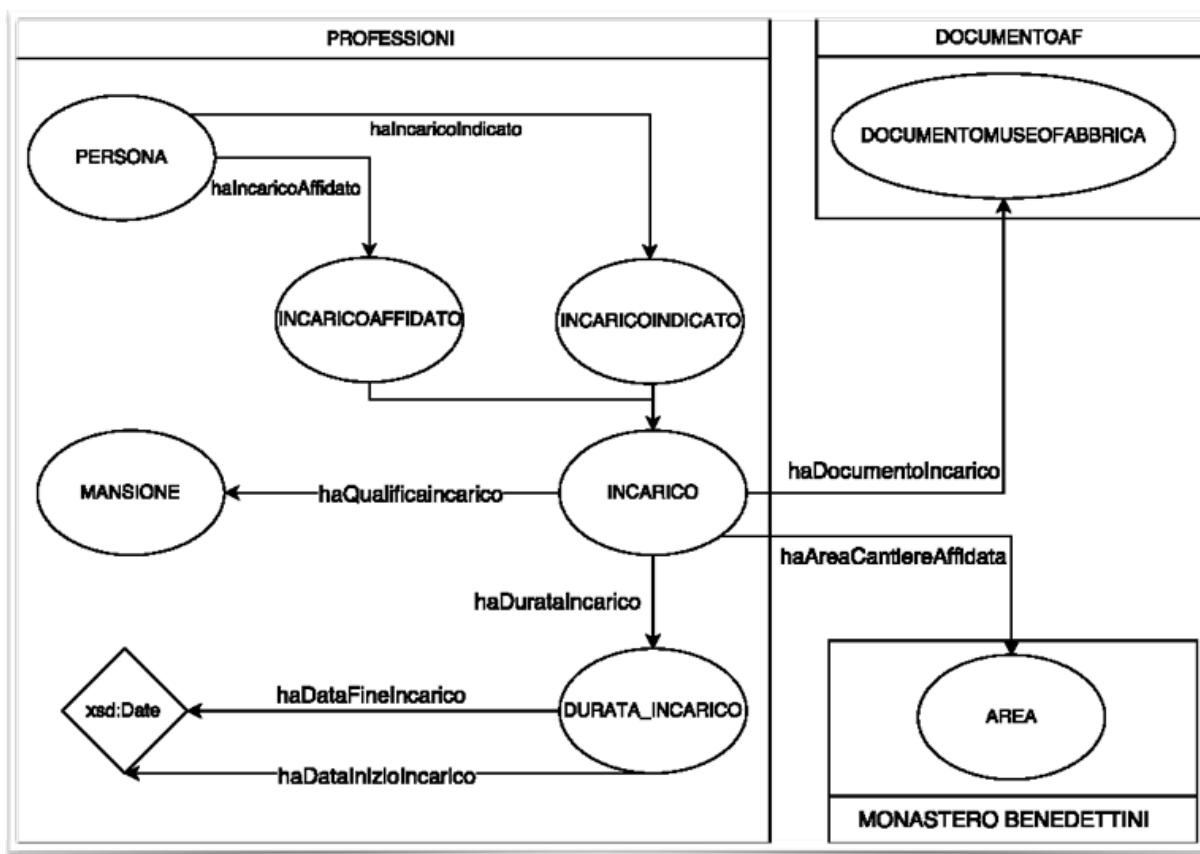 PROFESSIONI
DOCUMENTOAF
PERSONA
haIncaricoIndicato
haIncaricoAffidato
DOCUMENTOMUSEOFABBRICA
INCARICOAFFIDATO
INCARICOINDICATO
MANSIONE
haQualificaincarico
INCARICO
haDocumentoIncarico
haAreaCantiereAffidata
haDurataIncarico
xsd:Date
haDataFineIncarico
DURATA_INCARICO
AREA
haDataInizioIncarico
MONASTERO BENEDETTINI